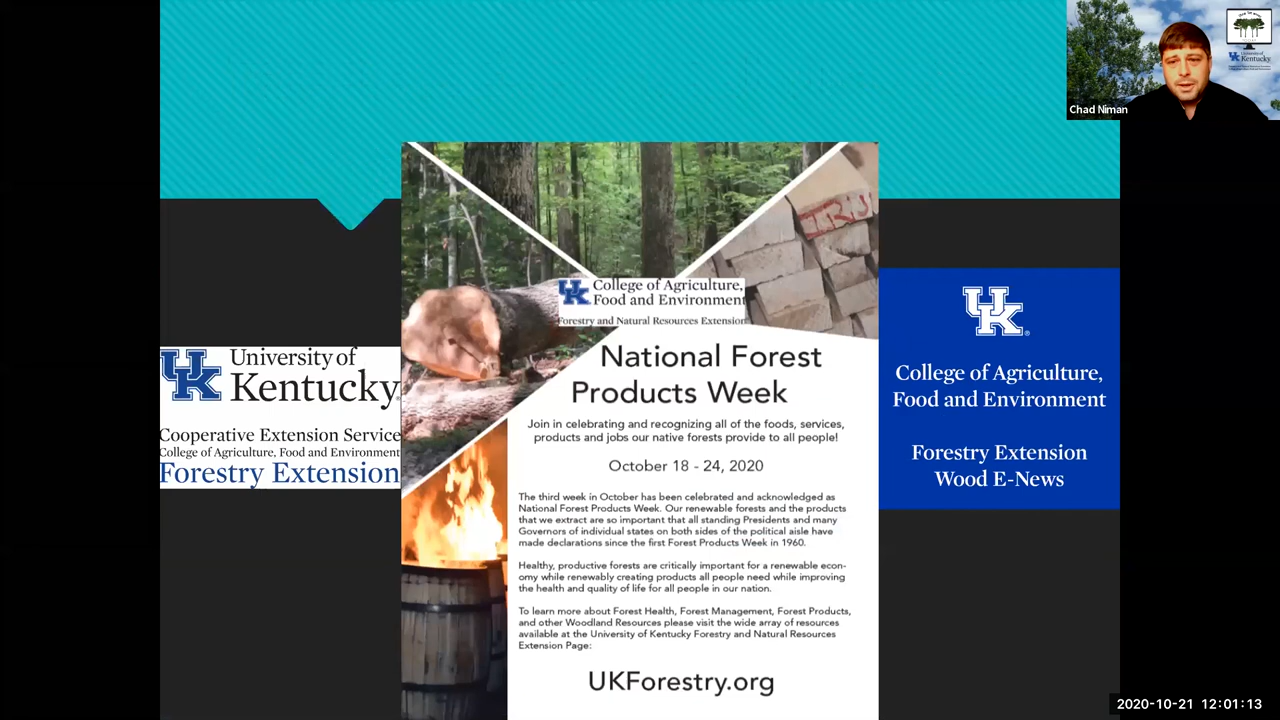 University of
Kentucky
Chad Niman
TRU
College of Agriculture,
Food and Environment
Forestry and Natural Resources Extension
National Forest
Products Week
Join in celebrating and recognizing all of the foods, services,
products and jobs our native forests provide to all people!
October 18 - 24, 2020
The third week in October has been celebrated and acknowledged as
National Forest Products Week. Our renewable forests and the products
that we extract are so important that all standing Presidents and many
Governors of individual states on both sides of the political aisle have
made declarations since the first Forest Products Week in 1960.
Healthy, productive forests are critically important for a renewable econ-
omy while renewably creating products all people need while improving
the health and quality of life for all people in our nation.
To learn more about Forest Health, Forest Management, Forest Products,
and other Woodland Resources please visit the wide array of resources
available at the University of Kentucky Forestry and Natural Resources
Extension Page:
UKForestry.org
University of
Kentucky
Cooperative Extension Service
College of Agriculture, Food and Environment
Forestry Extension
UK
College of Agriculture,
Food and Environment
Forestry Extension
Wood E-News
2020-10-21 12:01:13